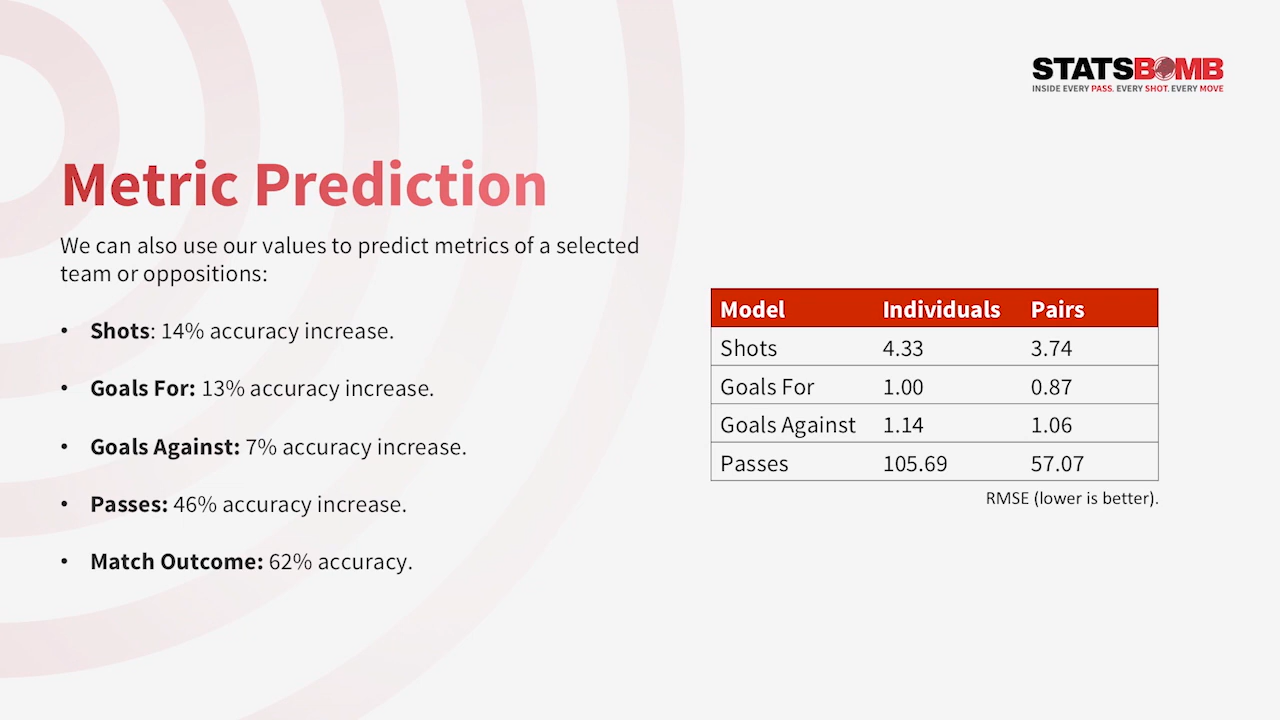 STATSBOMB
INSIDE EVERY PASS. EVERY SHOT. EVERY MOVE
Metric Prediction
We can also use our values to predict metrics of a selected
team or oppositions:
• Shots: 14% accuracy increase.
• Goals For: 13% accuracy increase.
• Goals Against: 7% accuracy increase.
• Passes: 46% accuracy increase.
• Match Outcome: 62% accuracy.
Model Individuals Pairs
Shots 4.33 3.74
Goals For 1.00 0.87
Goals Against 1.14 1.06
Passes 105.69 57.07
RMSE (lower is better).